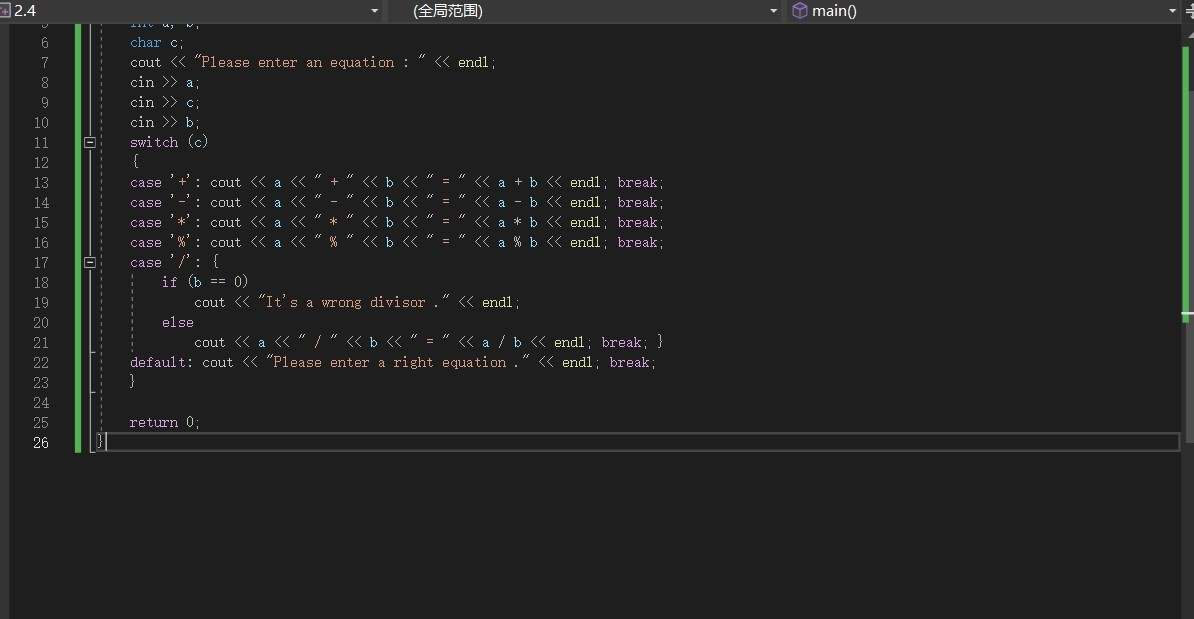 2.4 (全局范围) main()
6 char c;
7 cout << "Please enter an equation : " << endl;
8 cin >> a;
9 cin >> c;
10 cin >> b;
11 switch (c)
12 {
13 case '+': cout << a << " + " << b << " = " << a + b << endl; break;
14 case '-': cout << a << " - " << b << " = " << a - b << endl; break;
15 case '*': cout << a << " * " << b << " = " << a * b << endl; break;
16 case '%': cout << a << " % " << b << " = " << a % b << endl; break;
17 case '/': {
18 if (b == 0)
19 cout << "It's a wrong divisor ." << endl;
20 else
21 cout << a << " / " << b << " = " << a / b << endl; break; }
22 default: cout << "Please enter a right equation ." << endl; break;
23 }
24
25 return 0;
26 }